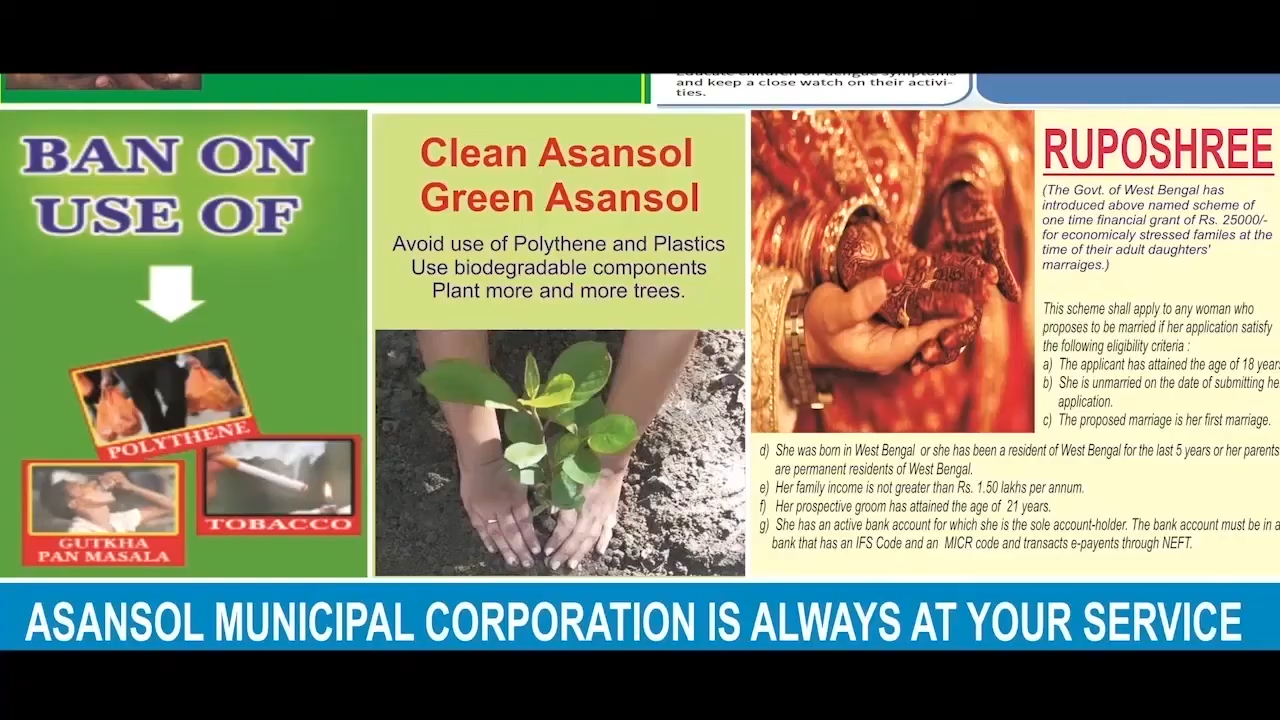 Educate children on dengue symptoms
and keep a close watch on their activi-
ties.
BAN ON
USE OF
POLYTHENE
TOBACCO
GUTKHA
PAN MASALA
Clean Asansol
Green Asansol
Avoid use of Polythene and Plastics
Use biodegradable components
Plant more and more trees.
RUPOSHREE
(The Govt. of West Bengal has
introduced above named scheme of
one time financial grant of Rs. 25000/-
for economicaly stressed familes at the
time of their adult daughters'
marraiges.)
This scheme shall apply to any woman who
proposes to be married if her application satisfy
the following eligibility criteria :
a) The applicant has attained the age of 18 years
b) She is unmarried on the date of submitting he
application.
c) The proposed marriage is her first marriage.
d) She was born in West Bengal or she has been a resident of West Bengal for the last 5 years or her parents
are permanent residents of West Bengal.
e) Her family income is not greater than Rs. 1.50 lakhs per annum.
f) Her prospective groom has attained the age of 21 years.
g) She has an active bank account for which she is the sole account-holder. The bank account must be in a
bank that has an IFS Code and an MICR code and transacts e-payents through NEFT.
ASANSOL MUNICIPAL CORPORATION IS ALWAYS AT YOUR SERVICE